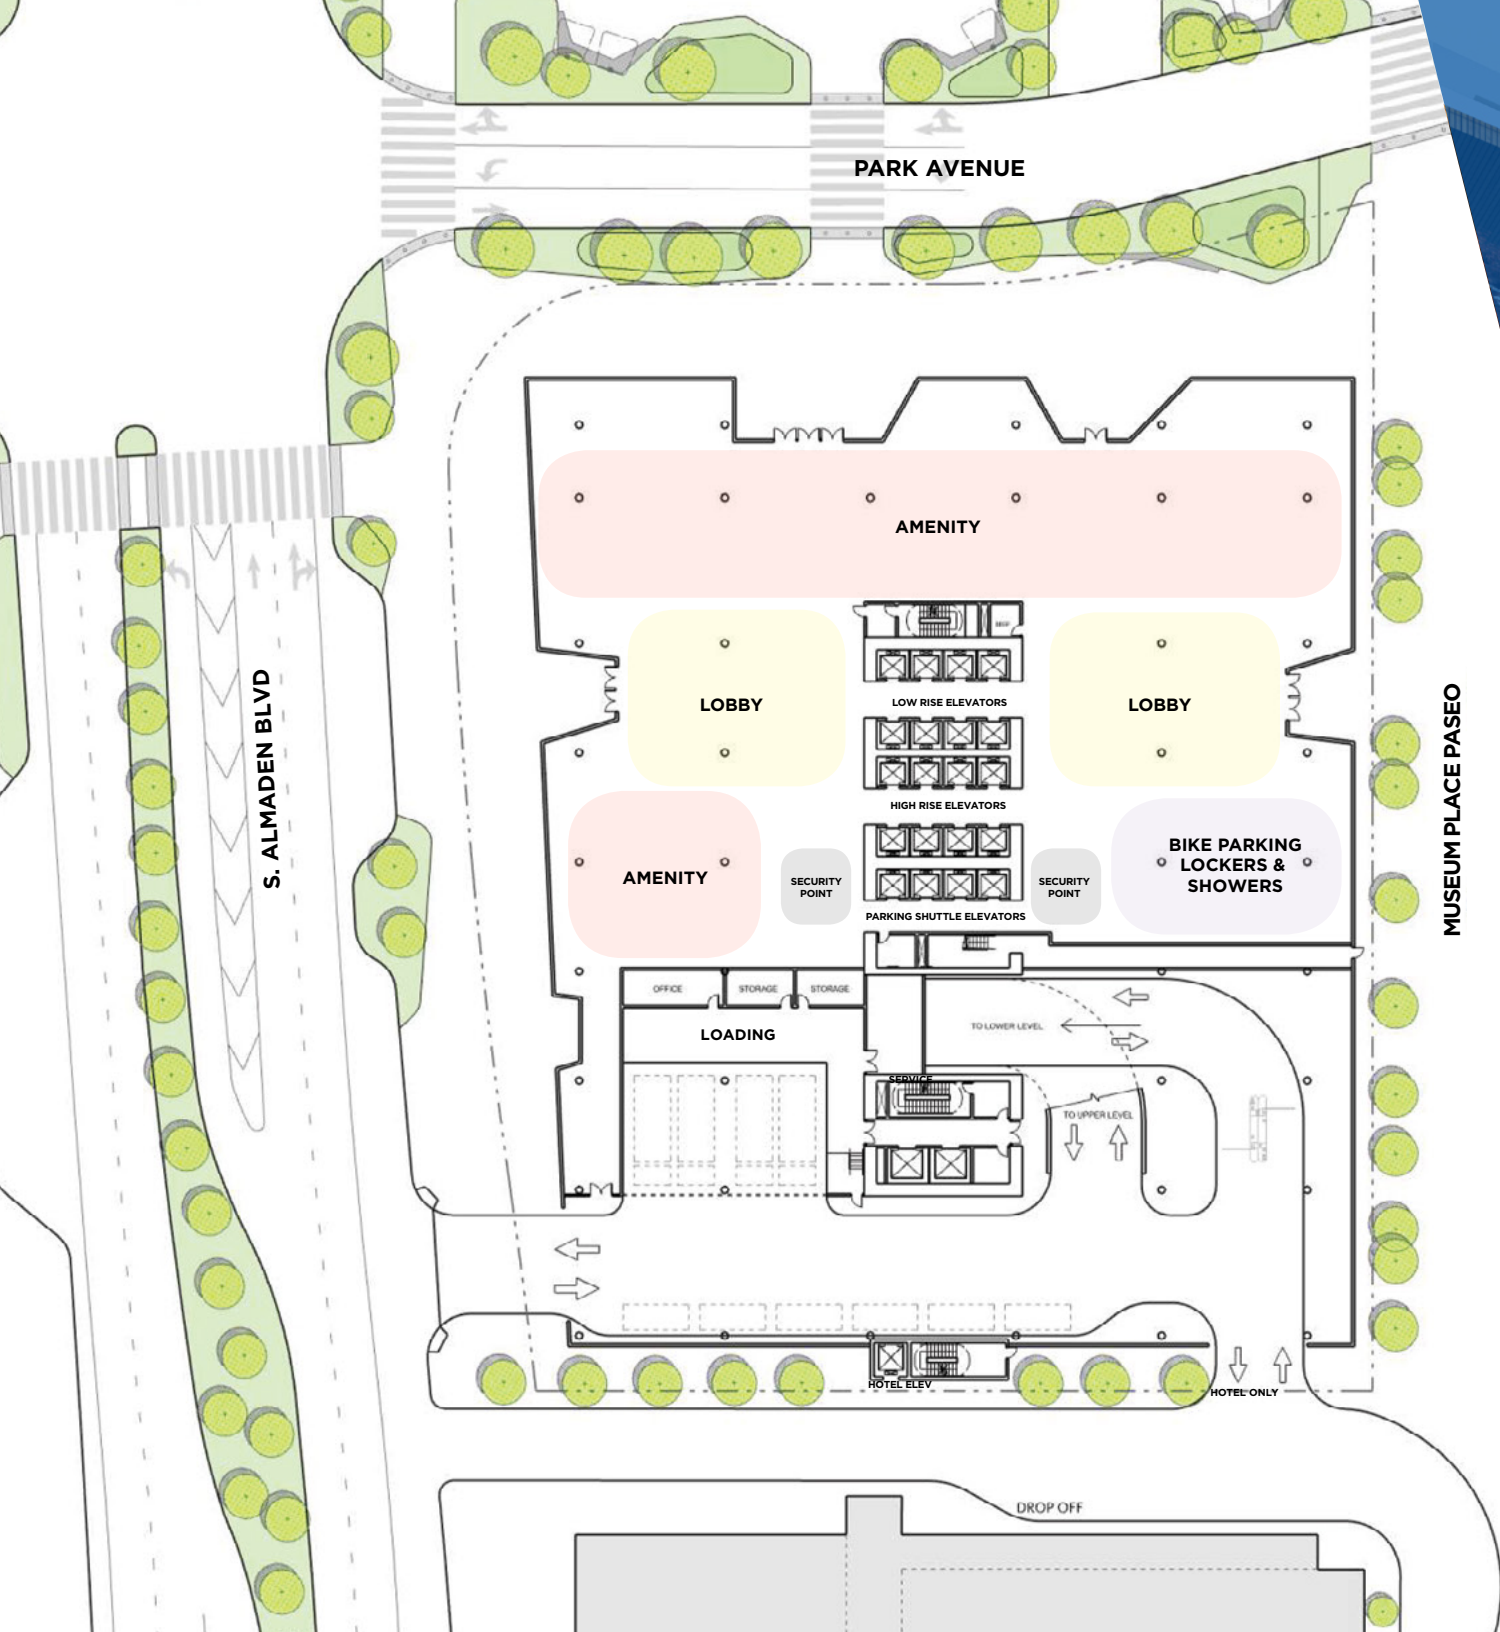 PARK AVENUE
AMENITY
LOW RISE ELEVATORS
LOBBY
LOBBY
S. ALMADEN BLVD
MUSEUM PLACE PASEO
HIGH RISE ELEVATORS
AMENITY
SECURITY
POINT
SECURITY
POINT
BIKE PARKING
LOCKERS &
SHOWERS
PARKING SHUTTLE ELEVATORS
OFFICE
STORAGE
STORAGE
LOADING
TO LOWER LEVEL
SERVICE
TO UPPER LEVEL
HOTEL ELEV
HOTEL ONLY
DROP OFF